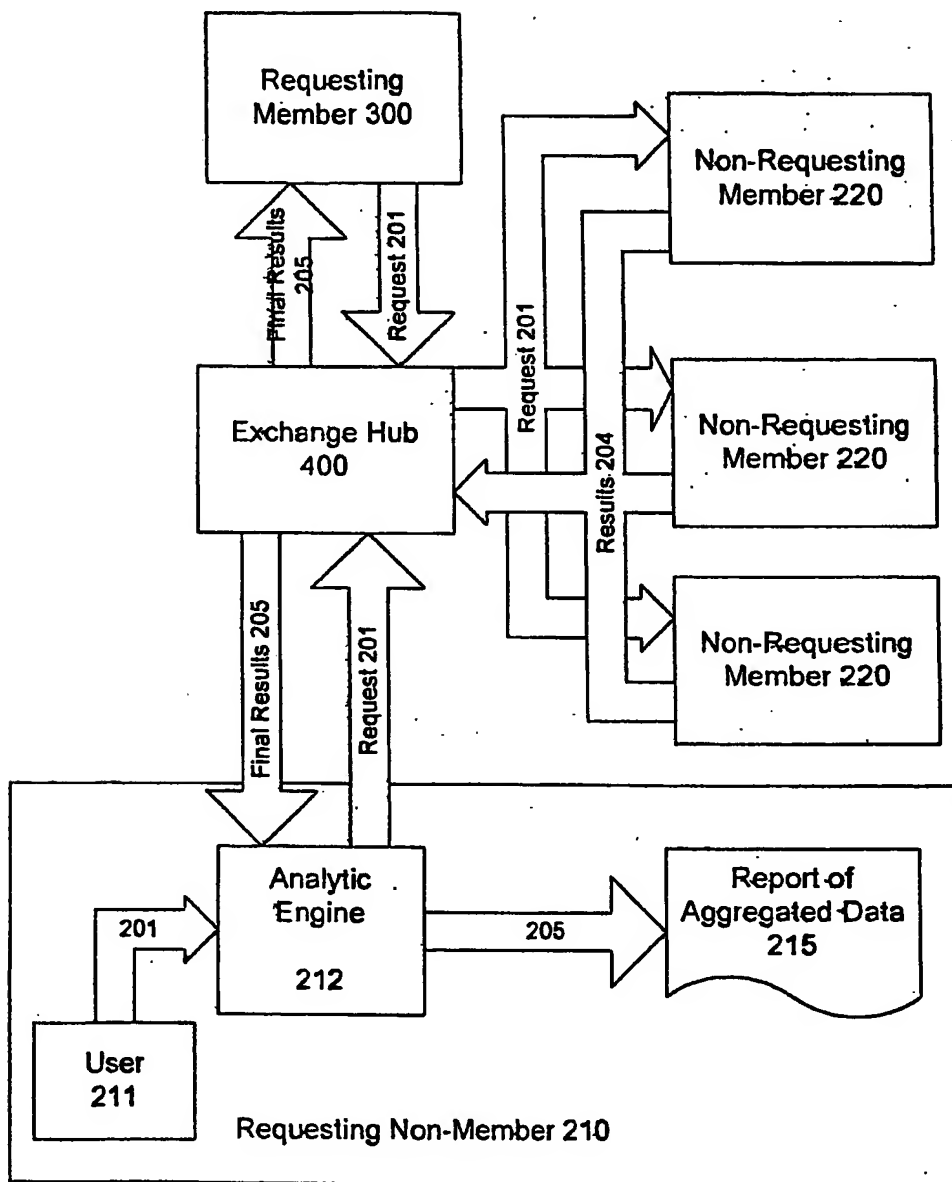 Requesting
Member 300
Final Results
205
Request 201
Exchange Hub
400
Request 201
Results 204
Non-Requesting
Member 220
Non-Requesting
Member 220
Non-Requesting
Member 220
Final Results 205
Request 201
201
Analytic
Engine
212
205
Report of
Aggregated Data
215
User
211
Requesting Non-Member 210